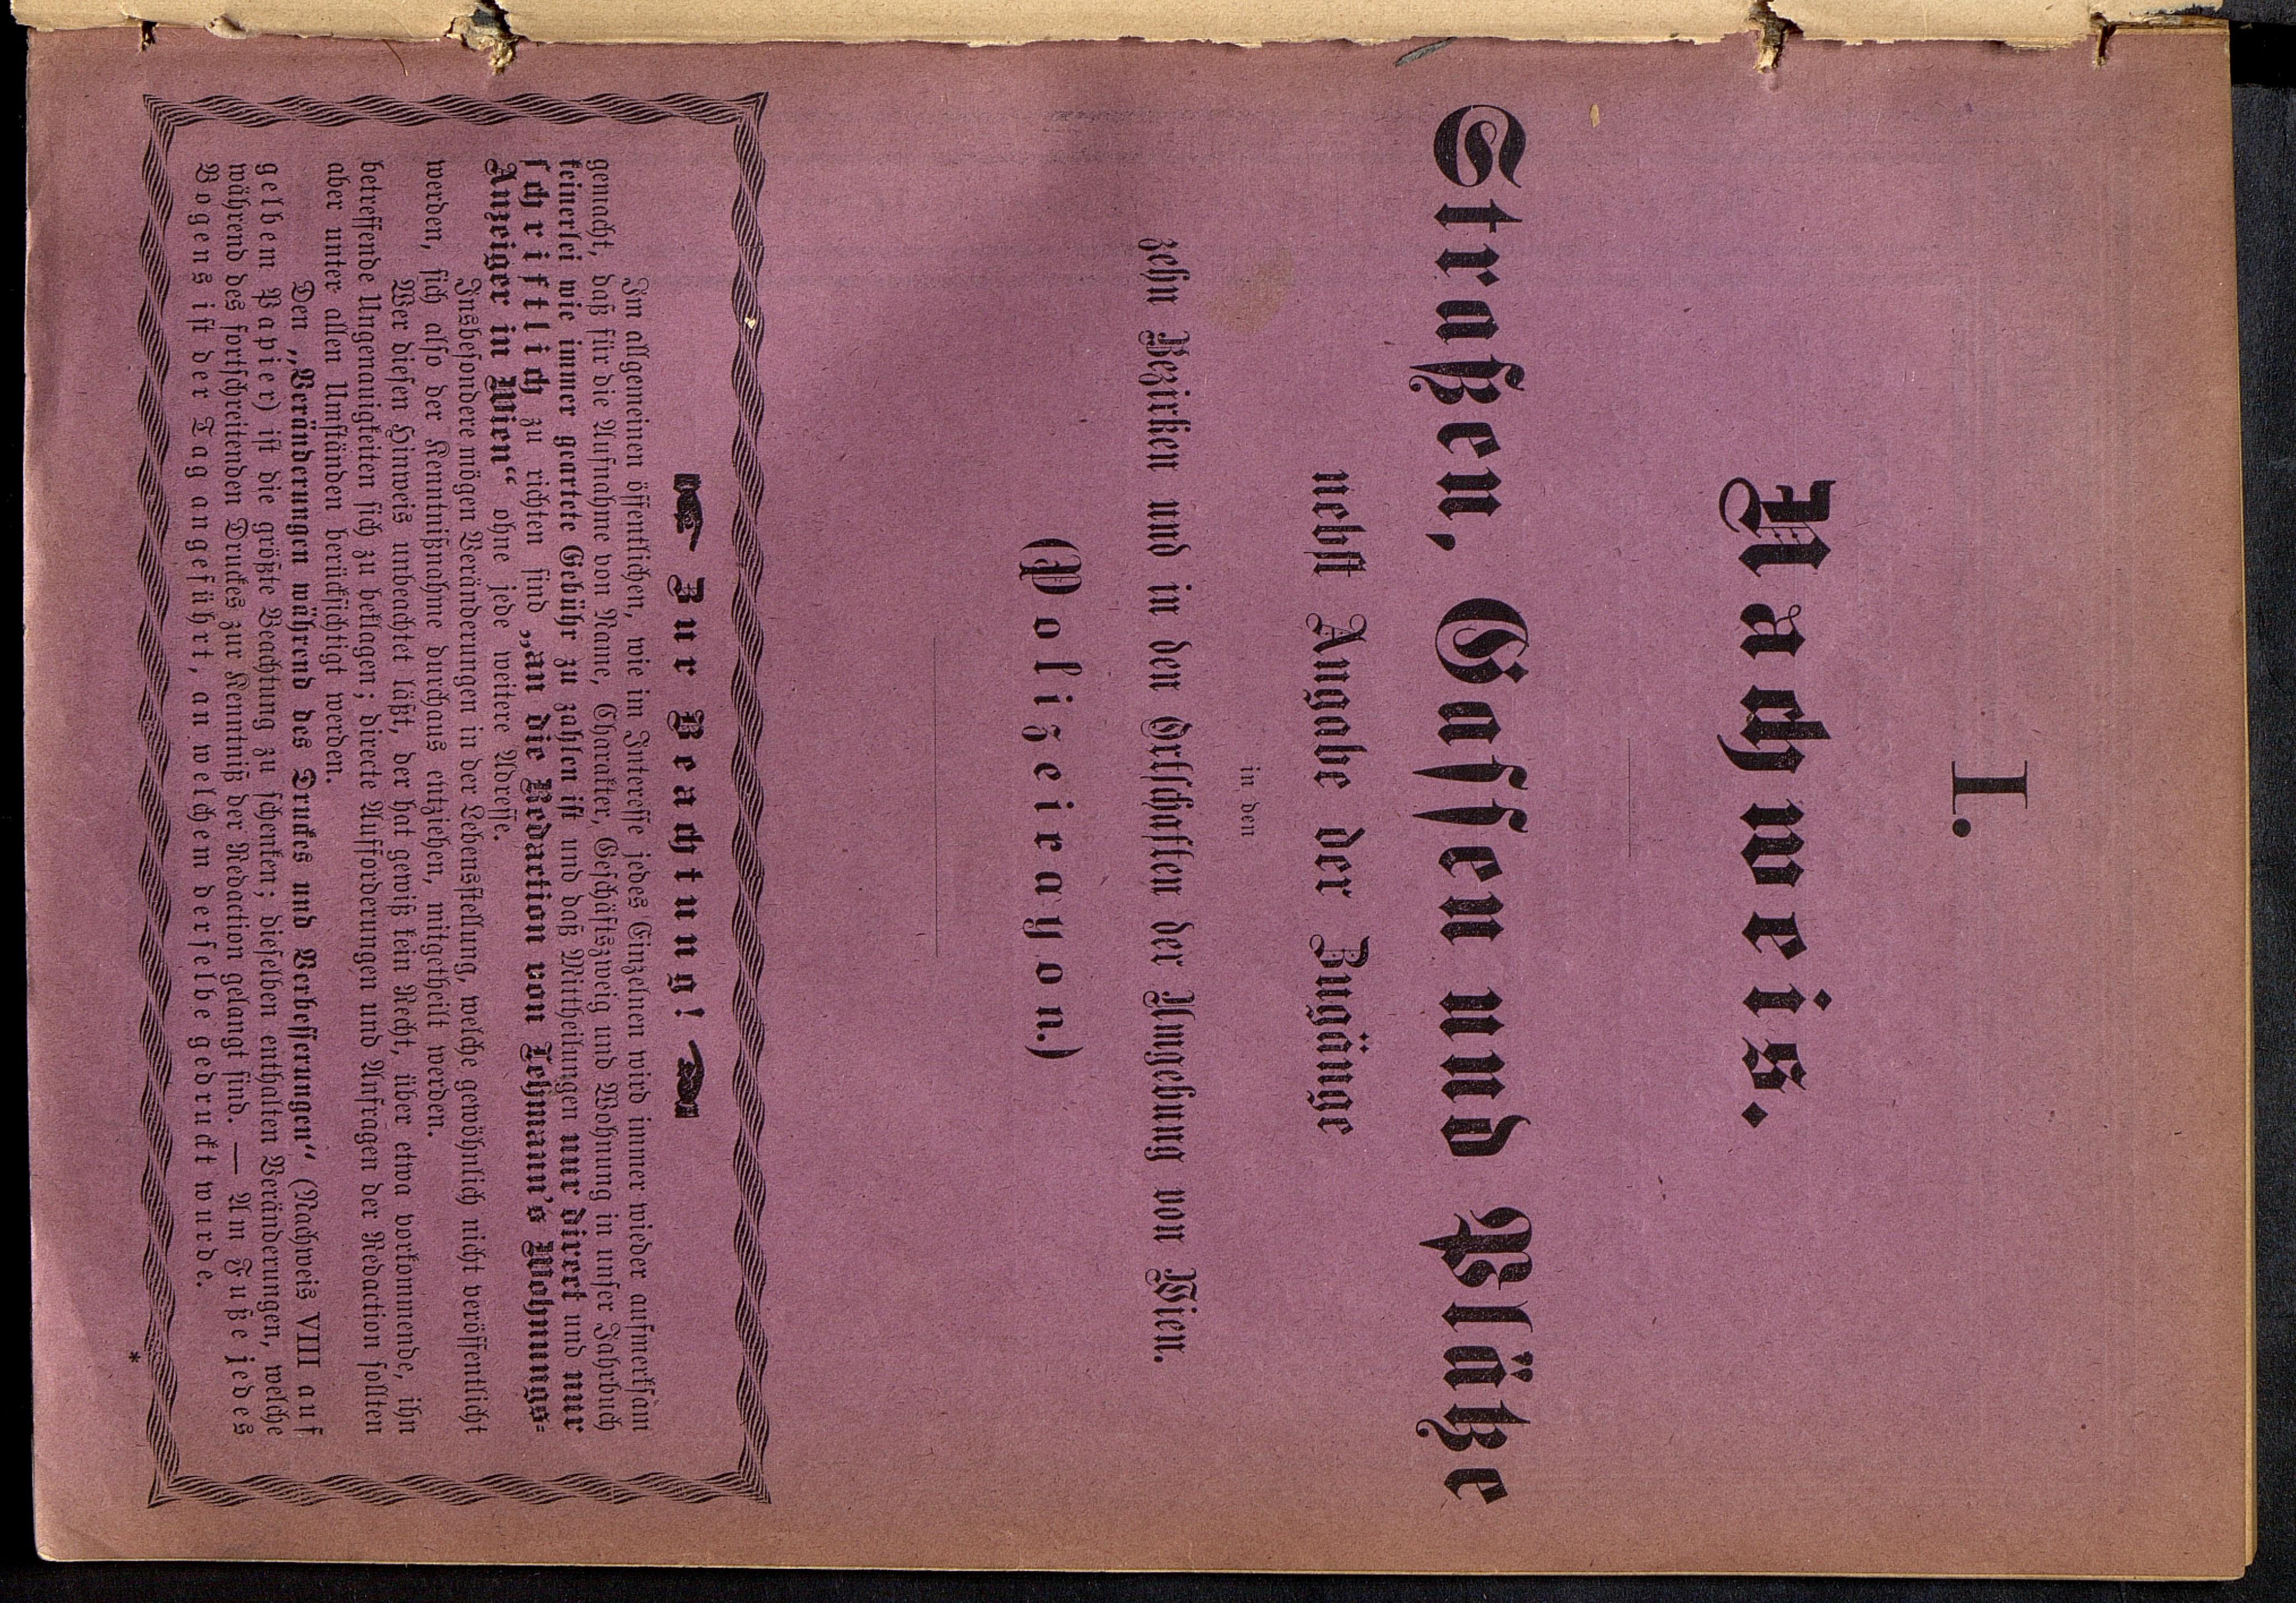 I.
Nachweis.
Straßen, Gassen und Plätze
nebst Angabe der Zugänge
in den
zehn Bezirken und in den Ortschaften der Umgebung von Wien.
(Polizeirayon.)
Zur Beachtung!
Im allgemeinen öffentlichen, wie im Interesse jedes Einzelnen wird immer wieder aufmerksam
gemacht, daß für die Aufnahme von Name, Charakter, Geschäftszweig und Wohnung in unser Jahrbuch
keinerlei wie immer geartete Gebühr zu zahlen ist und daß Mittheilungen nur direct und nur
schriftlich zu richten sind „an die Redaction von Lehmann's Wohnungs-
Anzeiger in Wien“ ohne jede weitere Adresse.
Insbesondere mögen Veränderungen in der Lebensstellung, welche gewöhnlich nicht veröffentlicht
werden, sich also der Kenntnißnahme durchaus entziehen, mitgetheilt werden.
Wer diesen Hinweis unbeachtet läßt, der hat gewiß kein Recht, über etwa vorkommende, ihn
betreffende Ungenauigkeiten sich zu beklagen; directe Aufforderungen und Anfragen der Redaction sollten
aber unter allen Umständen berücksichtigt werden.
Den „Veränderungen während des Druckes und Verbesserungen“ (Nachweis VIII auf
gelbem Papier) ist die größte Beachtung zu schenken; dieselben enthalten Veränderungen, welche
während des fortschreitenden Druckes zur Kenntniß der Redaction gelangt sind. — Am Fuße jedes
Bogens ist der Tag angeführt, an welchem derselbe gedruckt wurde.
*